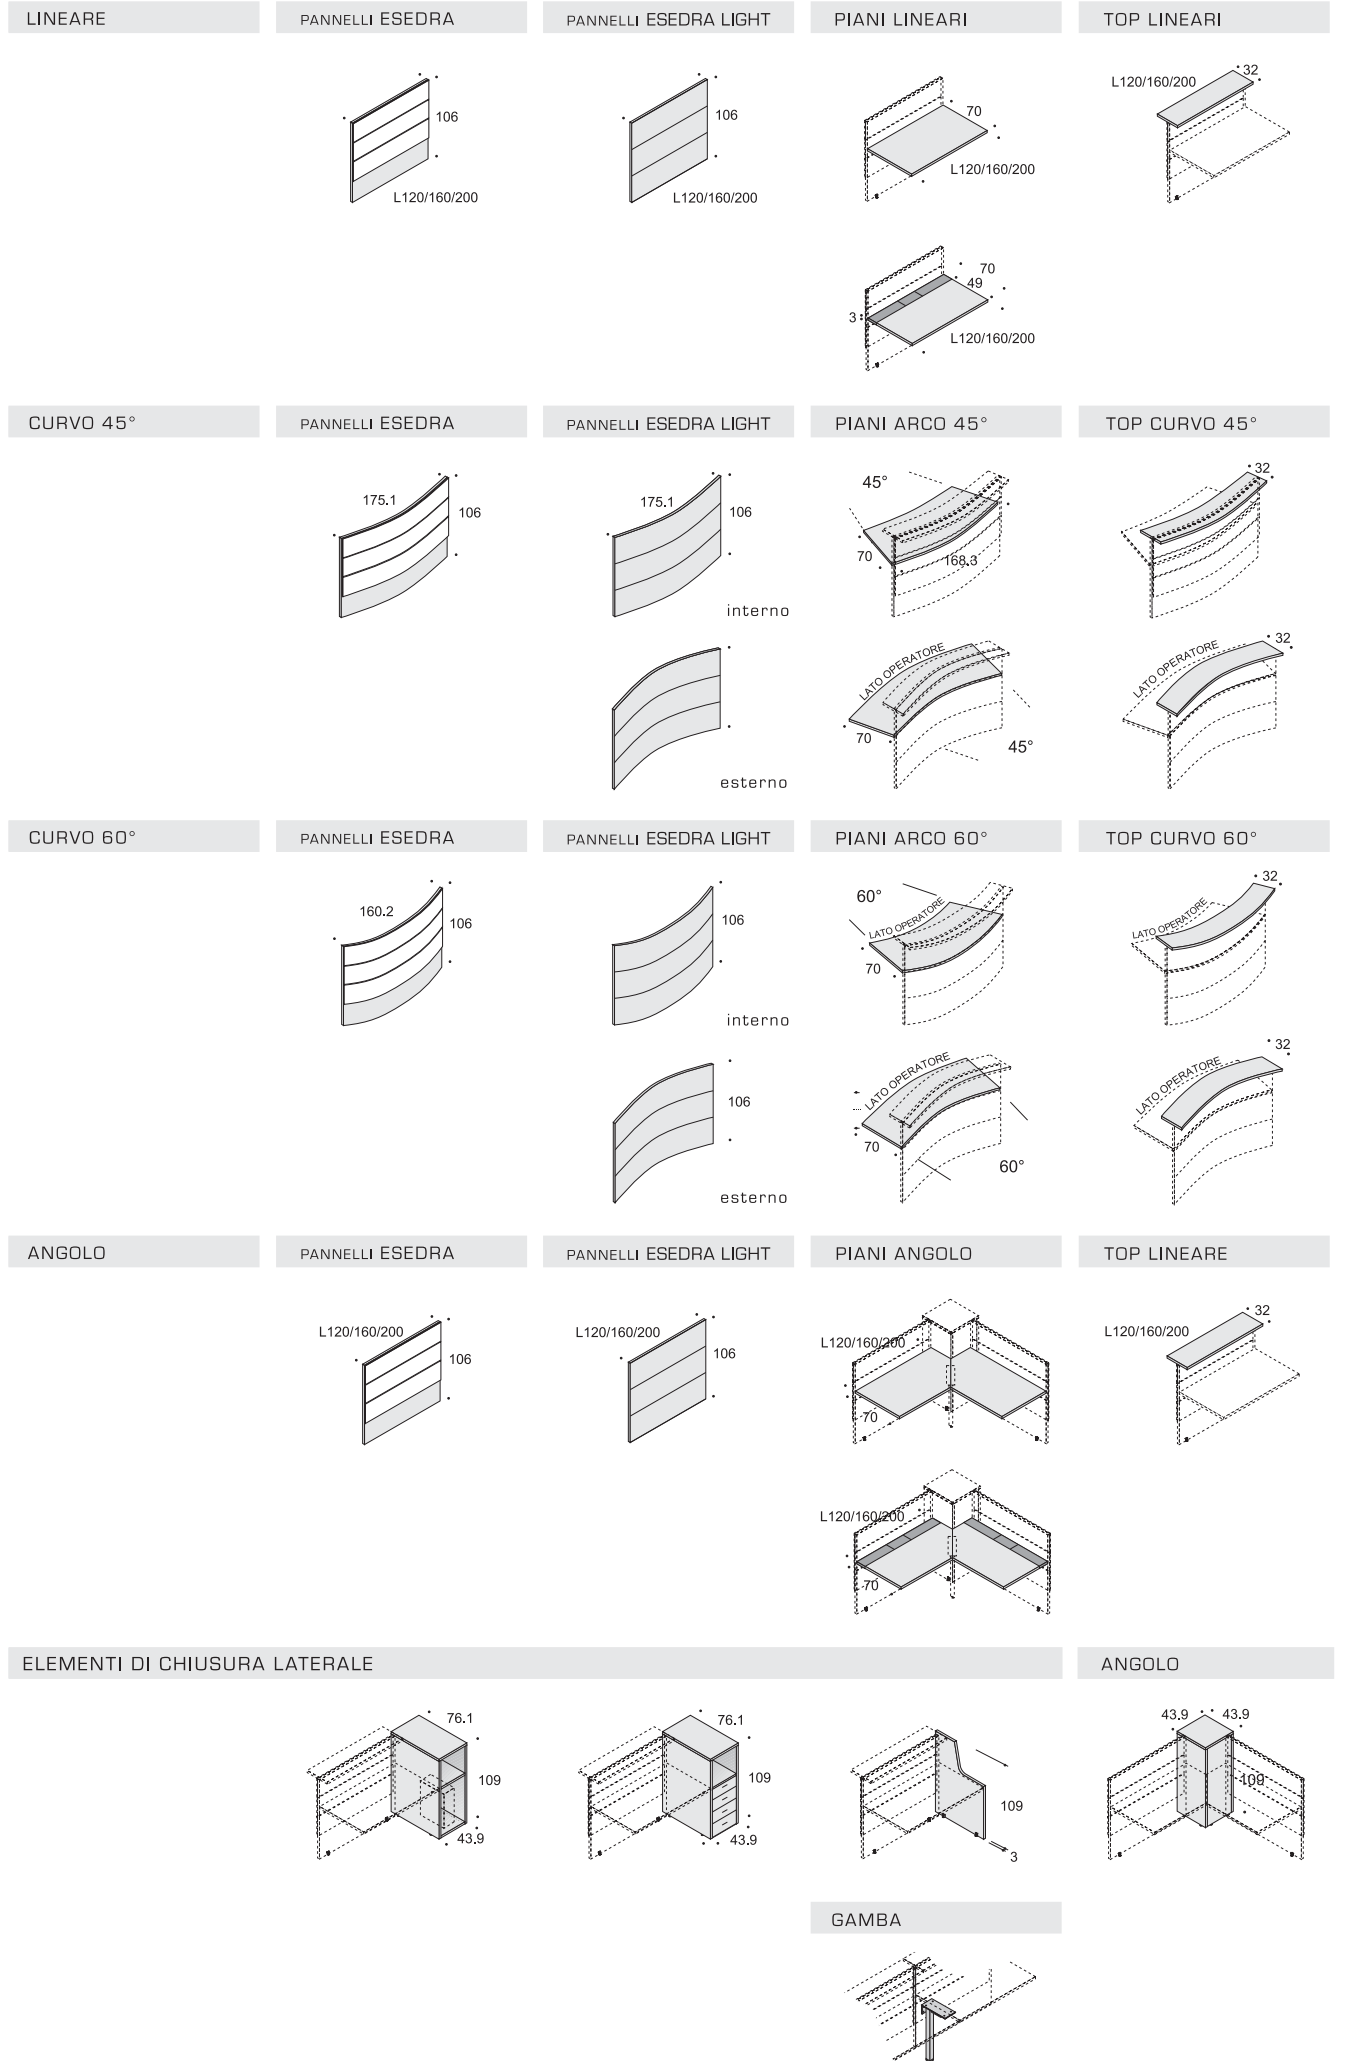 LINEARE
PANNELLI ESEDRA
PANNELLI ESEDRA LIGHT
PIANI LINEARI
TOP LINEARI
106
L120/160/200
106
L120/160/200
70
L120/160/200
L120/160/200
32
70
49
3
L120/160/200
CURVO 45°
PANNELLI ESEDRA
PANNELLI ESEDRA LIGHT
PIANI ARCO 45°
TOP CURVO 45°
175.1
106
175.1
106
interno
45°
70
168.3
32
esterno
LATO OPERATORE
70
45°
LATO OPERATORE
32
CURVO 60°
PANNELLI ESEDRA
PANNELLI ESEDRA LIGHT
PIANI ARCO 60°
TOP CURVO 60°
160.2
106
106
interno
60°
LATO OPERATORE
70
LATO OPERATORE
32
106
esterno
LATO OPERATORE
70
60°
LATO OPERATORE
32
ANGOLO
PANNELLI ESEDRA
PANNELLI ESEDRA LIGHT
PIANI ANGOLO
TOP LINEARE
L120/160/200
106
L120/160/200
106
L120/160/200
70
L120/160/200
32
L120/160/200
70
ELEMENTI DI CHIUSURA LATERALE
ANGOLO
76.1
109
43.9
76.1
109
43.9
109
3
43.9
43.9
109
GAMBA